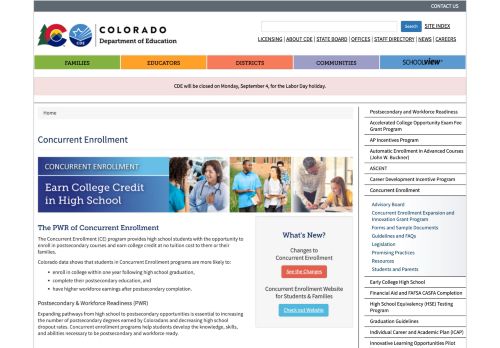 CONTACT US
COLORADO
Department of Education
CDE
Search
SITE INDEX
LICENSING | ABOUT CDE | STATE BOARD | OFFICES | STAFF DIRECTORY | NEWS | CAREERS
FAMILIES
EDUCATORS
DISTRICTS
COMMUNITIES
SCHOOLVIEW
CDE will be closed on Monday, September 4, for the Labor Day holiday.
Home
Concurrent Enrollment
CONCURRENT ENROLLMENT
Earn College Credit
in High School
The PWR of Concurrent Enrollment
The Concurrent Enrollment (CE) program provides high school students with the opportunity to
enroll in postsecondary courses and earn college credit at no tuition cost to them or their
families.
Colorado data shows that students in Concurrent Enrollment programs are more likely to:
enroll in college within one year following high school graduation,
complete their postsecondary education, and
have higher workforce earnings after postsecondary completion.
Postsecondary & Workforce Readiness (PWR)
Expanding pathways from high school to postsecondary opportunities is essential to increasing
the number of postsecondary degrees earned by Coloradans and decreasing high school
dropout rates. Concurrent enrollment programs help students develop the knowledge, skills,
and abilities necessary to be postsecondary and workforce ready.
What's New?
Changes to
Concurrent Enrollment
See the Changes
Concurrent Enrollment Website
for Students & Families
Check out Website
Postsecondary and Workforce Readiness
Accelerated College Opportunity Exam Fee
Grant Program
AP Incentives Program
Automatic Enrollment in Advanced Courses
(John W. Buckner)
ASCENT
Career Development Incentive Program
Concurrent Enrollment
Advisory Board
Concurrent Enrollment Expansion and
Innovation Grant Program
Forms and Sample Documents
Guidelines and FAQs
Legislation
Promising Practices
Resources
Students and Parents
Early College High School
Financial Aid and FAFSA CASFA Completion
High School Equivalency (HSE) Testing
Program
Graduation Guidelines
Individual Career and Academic Plan (ICAP)
Innovative Learning Opportunities Pilot